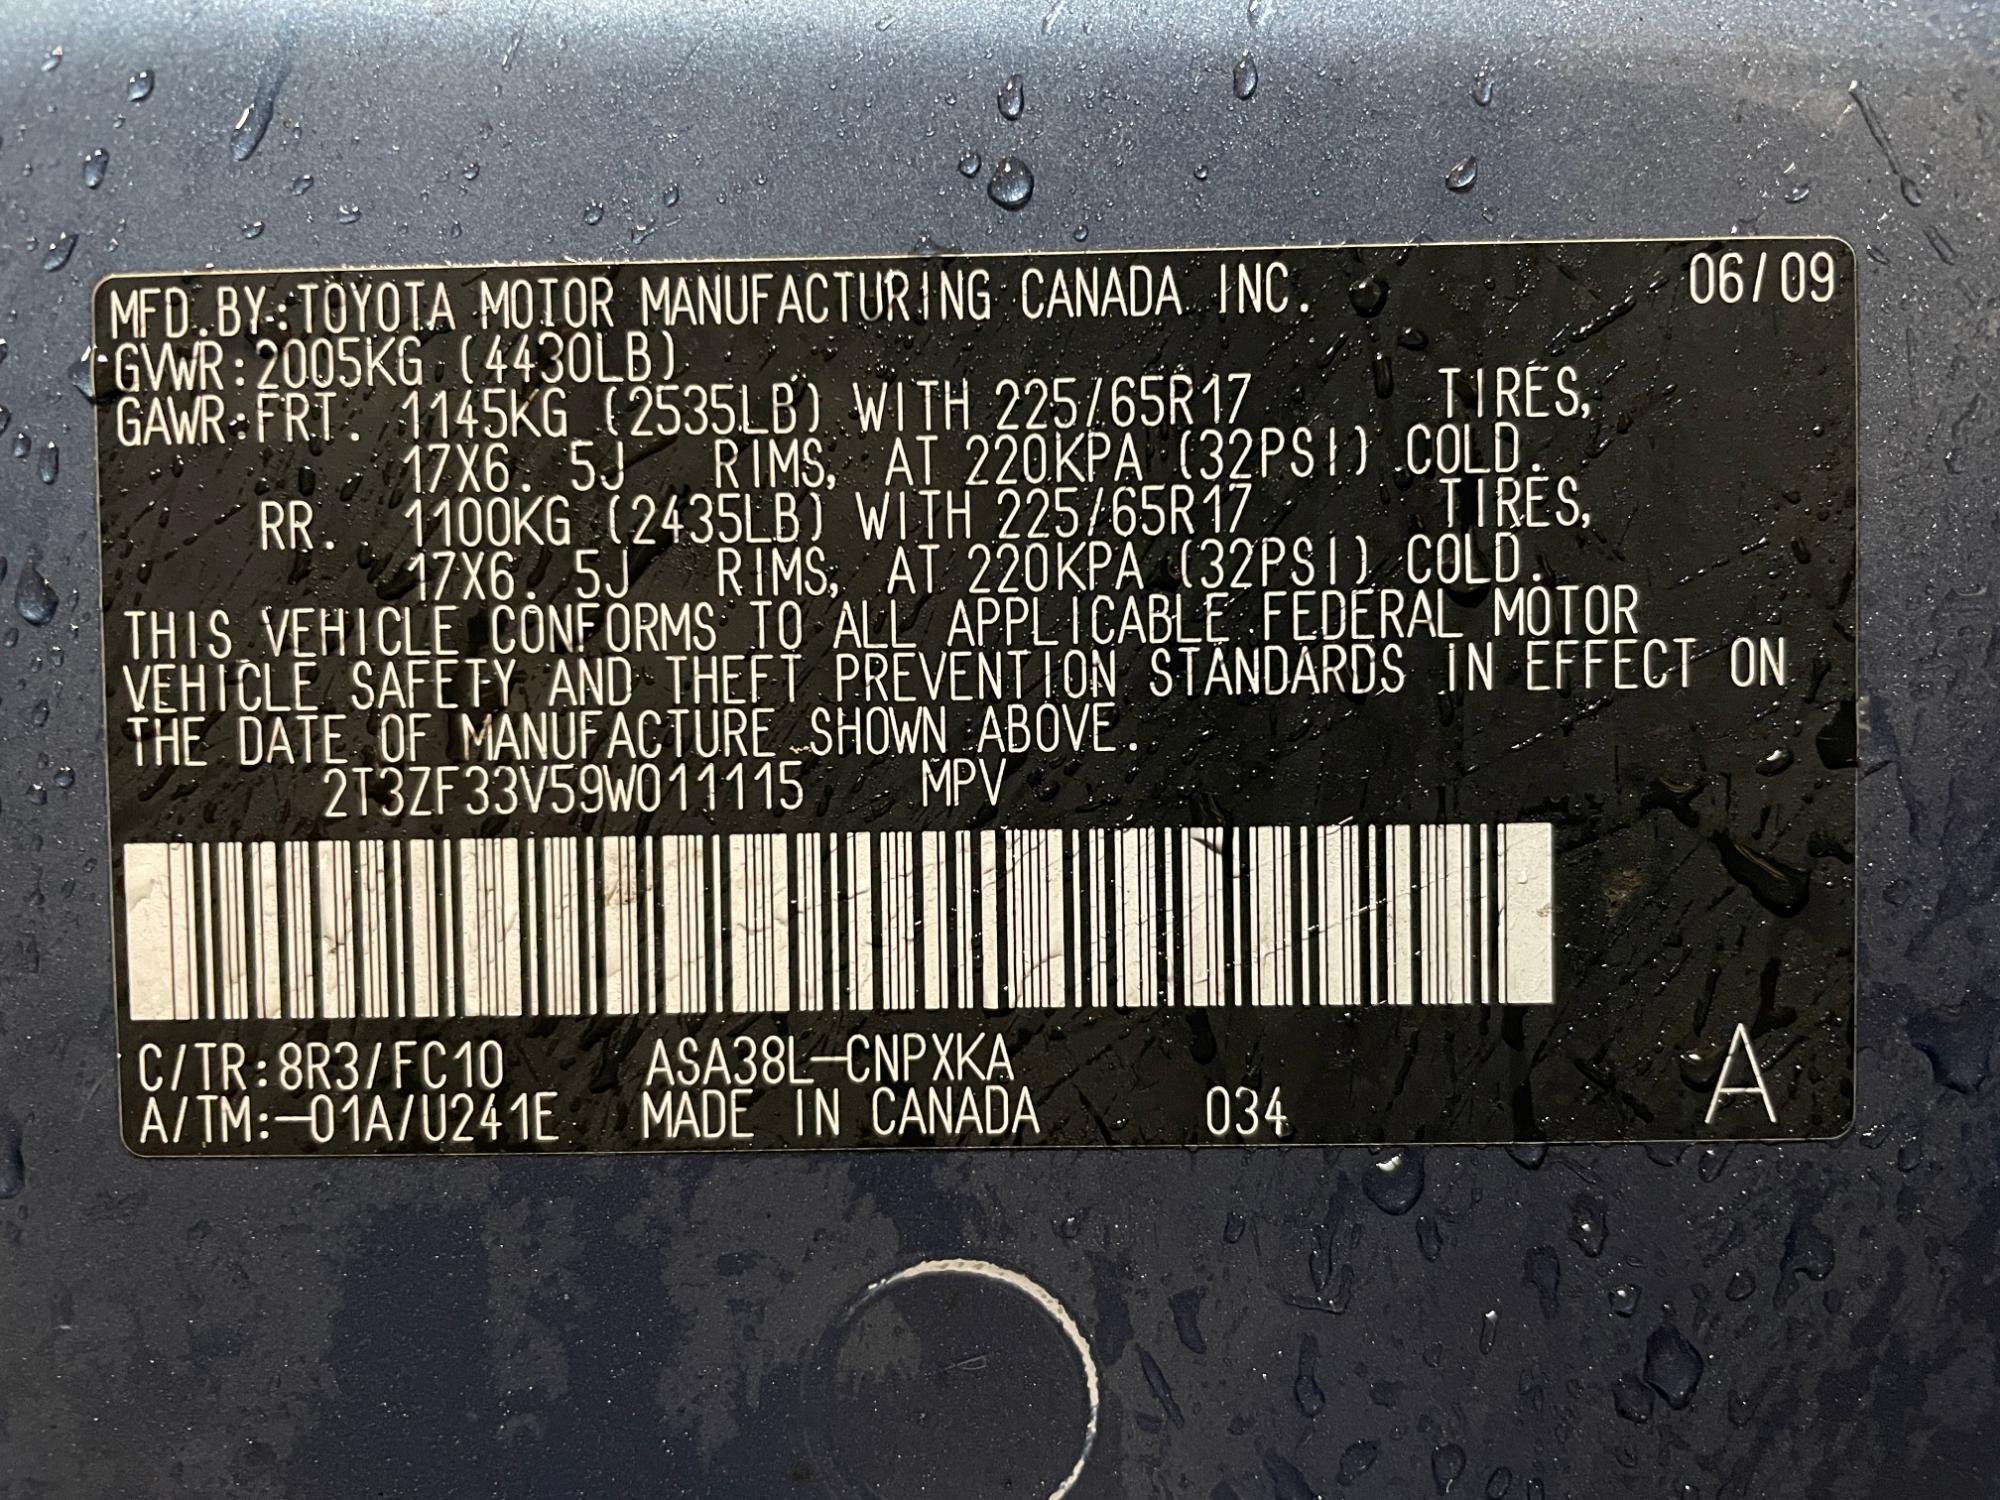 MFD.BY:TOYOTA MOTOR MANUFACTURING CANADA INC. 06/09
GVWR:2005KG (4430LB)
GAWR:FRT. 1145KG (2535LB) WITH 225/65R17 TIRES,
17X6. 5J RIMS, AT 220KPA (32PSI) COLD.
RR. 1100KG (2435LB) WITH 225/65R17 TIRES,
17X6. 5J RIMS, AT 220KPA (32PSI) COLD.
THIS VEHICLE CONFORMS TO ALL APPLICABLE FEDERAL MOTOR
VEHICLE SAFETY AND THEFT PREVENTION STANDARDS IN EFFECT ON
THE DATE OF MANUFACTURE SHOWN ABOVE.
2T3ZF33V59W011115 MPV
C/TR:8R3/FC10 ASA38L-CNPXKA
A/TM:-01A/U241E MADE IN CANADA 034 A